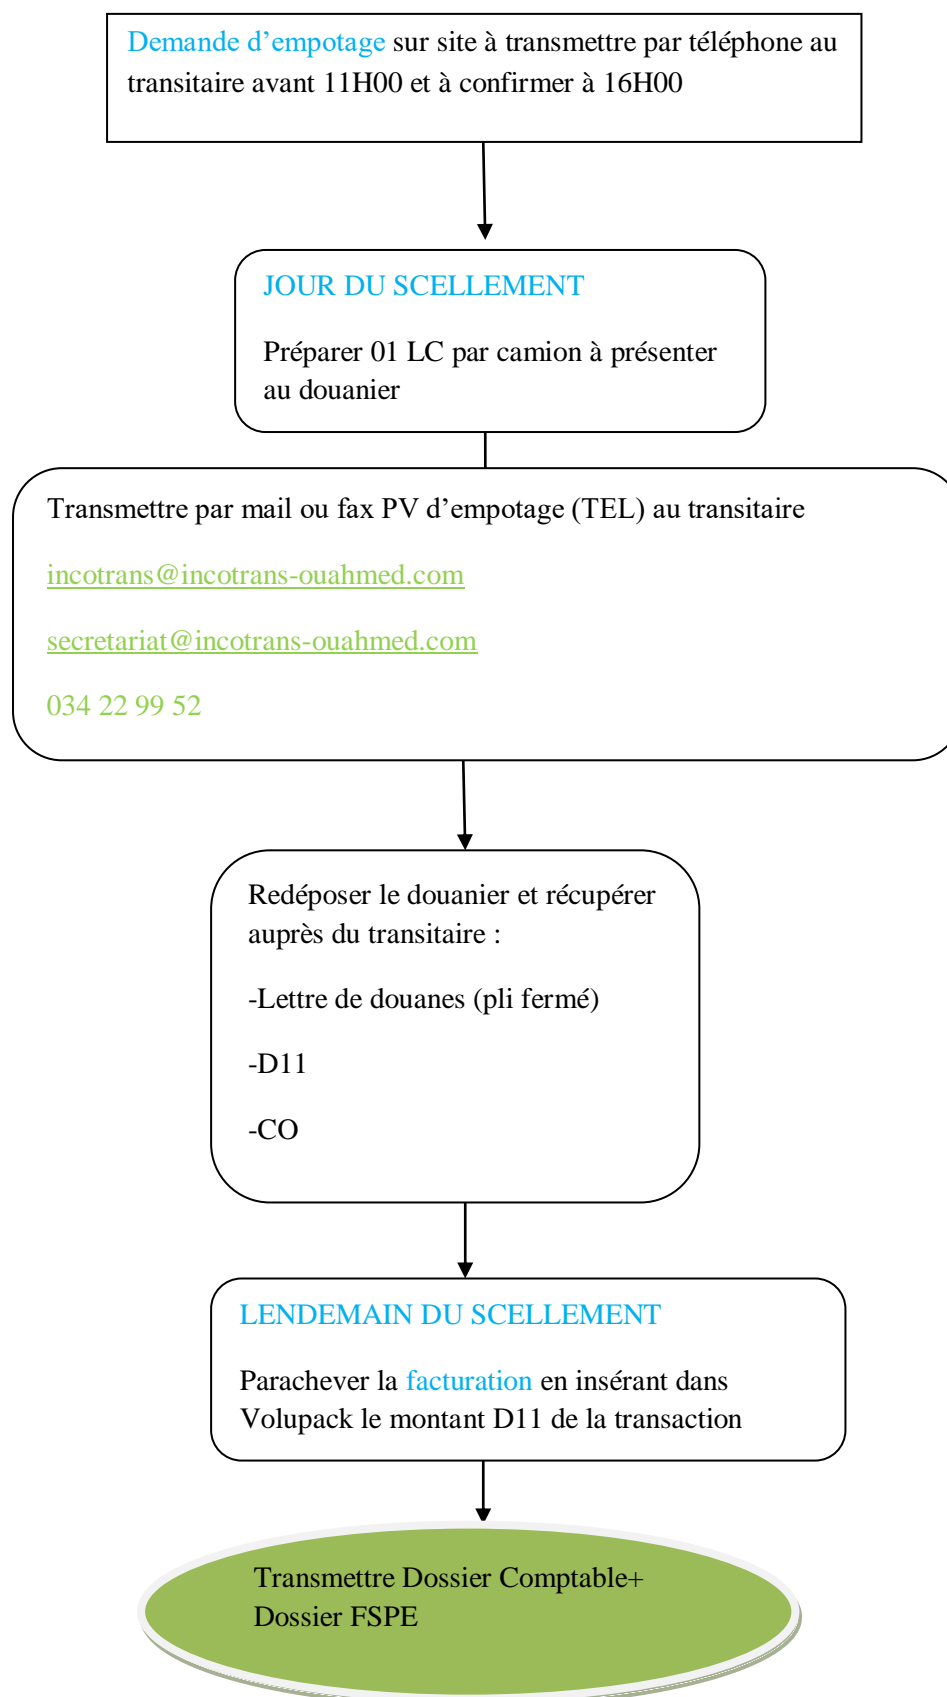 Demande d’empotage sur site à transmettre par téléphone au
transitaire avant 11H00 et à confirmer à 16H00
JOUR DU SCELLEMENT
Préparer 01 LC par camion à présenter
au douanier
Transmettre par mail ou fax PV d’empotage (TEL) au transitaire
incotrans@incotrans-ouahmed.com
secretariat@incotrans-ouahmed.com
034 22 99 52
Redéposer le douanier et récupérer
auprès du transitaire :
-Lettre de douanes (pli fermé)
-D11
-CO
LENDEMAIN DU SCELLEMENT
Parachever la facturation en insérant dans
Volupack le montant D11 de la transaction
Transmettre Dossier Comptable+
Dossier FSPE